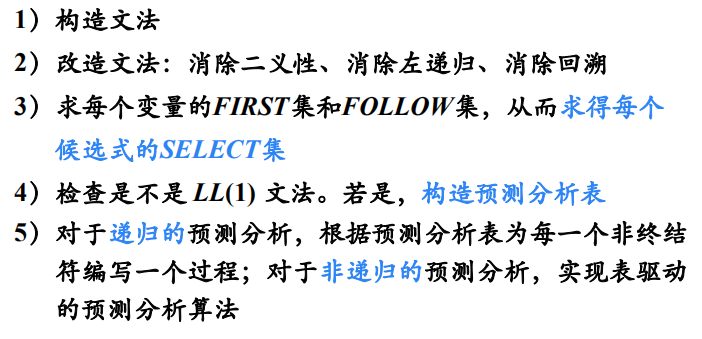 1）构造文法
2）改造文法：消除二义性、消除左递归、消除回溯
3）求每个变量的FIRST集和FOLLOW集，从而求得每个
候选式的SELECT集
4）检查是不是 LL(1) 文法。若是，构造预测分析表
5）对于递归的预测分析，根据预测分析表为每一个非终结
符编写一个过程；对于非递归的预测分析，实现表驱动
的预测分析算法